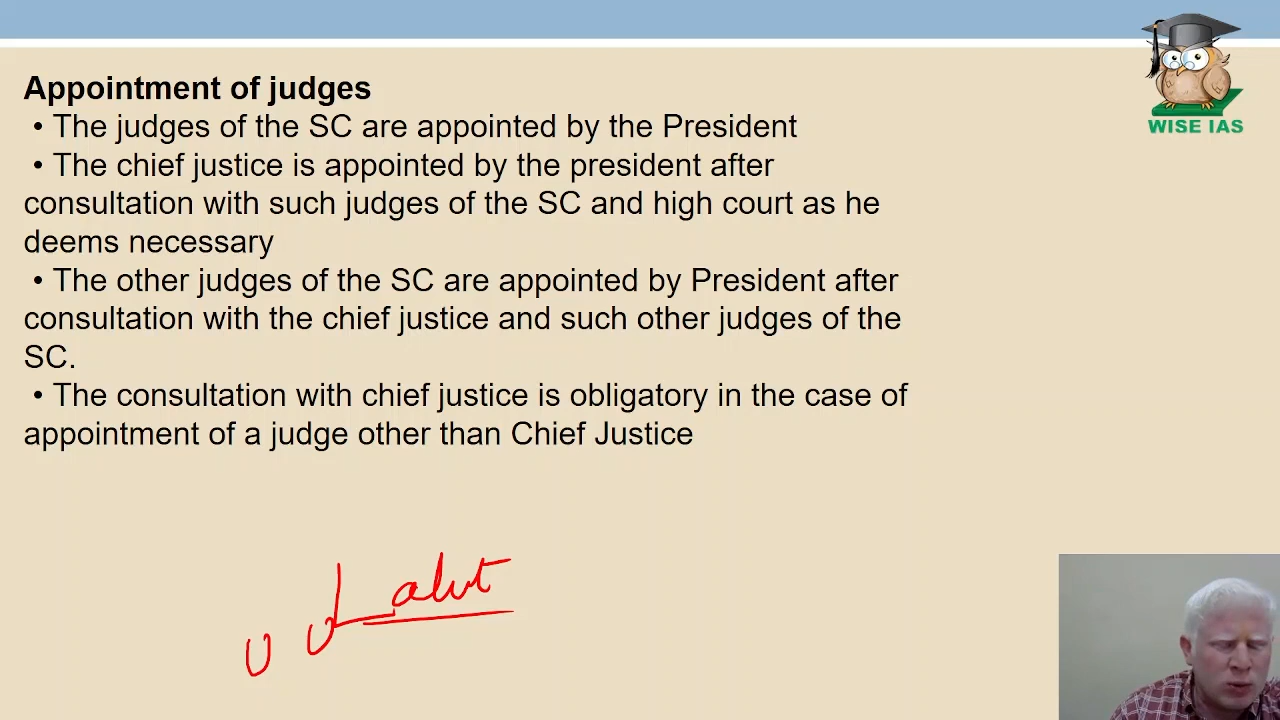 WISE IAS
Appointment of judges
• The judges of the SC are appointed by the President
• The chief justice is appointed by the president after
consultation with such judges of the SC and high court as he
deems necessary
• The other judges of the SC are appointed by President after
consultation with the chief justice and such other judges of the
SC.
• The consultation with chief justice is obligatory in the case of
appointment of a judge other than Chief Justice